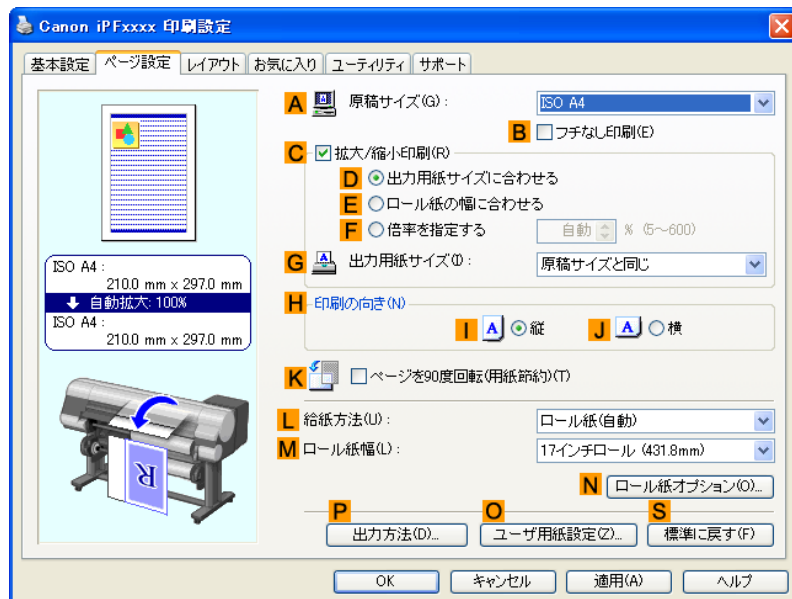 Canon iPFxxxx 印刷設定
基本設定 ページ設定 レイアウト お気に入り ユーティリティ サポート
A 原稿サイズ(G): ISO A4
B フチなし印刷(E)
C 拡大/縮小印刷(R)
D 出力用紙サイズに合わせる
E ロール紙の幅に合わせる
F 倍率を指定する 自動 % (5~600)
G 出力用紙サイズ(I): 原稿サイズと同じ
ISO A4:
210.0 mm x 297.0 mm
自動拡大: 100%
ISO A4:
210.0 mm x 297.0 mm
H 印刷の向き(N)
I A 縦 J A 横
K ページを90度回転(用紙節約)(T)
L 給紙方法(U): ロール紙(自動)
M ロール紙幅(L): 17インチロール (431.8mm)
R
N ロール紙オプション(O)...
P O S
出力方法(D)... ユーザ用紙設定(Z)... 標準に戻す(F)
OK キャンセル 適用(A) ヘルプ